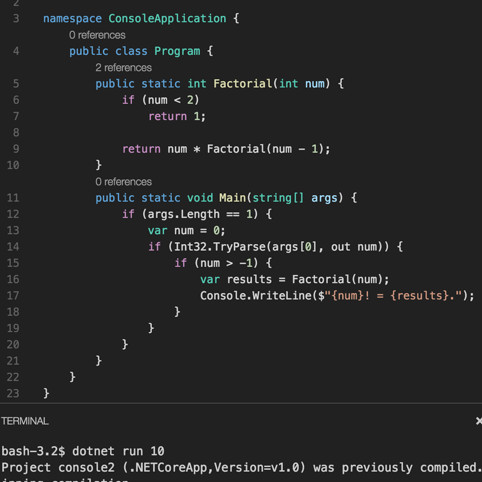 2
3 namespace ConsoleApplication {
0 references
4 public class Program {
2 references
5 public static int Factorial(int num) {
6 if (num < 2)
7 return 1;
8
9 return num * Factorial(num - 1);
10 }
0 references
11 public static void Main(string[] args) {
12 if (args.Length == 1) {
13 var num = 0;
14 if (Int32.TryParse(args[0], out num)) {
15 if (num > -1) {
16 var results = Factorial(num);
17 Console.WriteLine($"{num}! = {results}.");
18 }
19 }
20 }
21 }
22 }
23 }
TERMINAL
bash-3.2$ dotnet run 10
Project console2 (.NETCoreApp,Version=v1.0) was previously compiled.